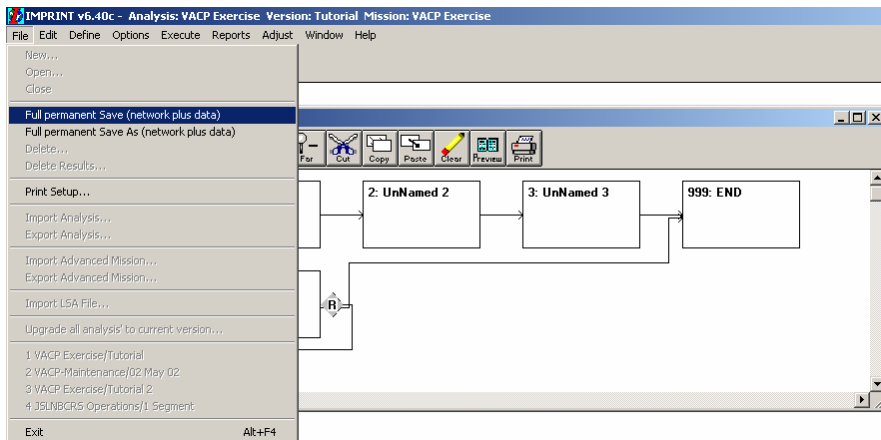 IMPRINT v6.40c - Analysis: VACP Exercise Version: Tutorial Mission: VACP Exercise
File Edit Define Options Execute Reports Adjust Window Help
New...
Open...
Close
Full permanent Save (network plus data)
Full permanent Save As (network plus data)
Delete...
Delete Results...
Print Setup...
Import Analysis...
Export Analysis...
Import Advanced Mission...
Export Advanced Mission...
Import LSA File...
Upgrade all analysis' to current version...
1 VACP Exercise/Tutorial
2 VACP-Maintenance/02 May 02
3 VACP Exercise/Tutorial 2
4 JSLNBCRS Operations/1 Segment
Exit Alt+F4
Far Cut Copy Paste Clear Preview Print
2: UnNamed 2
3: UnNamed 3
999: END
R